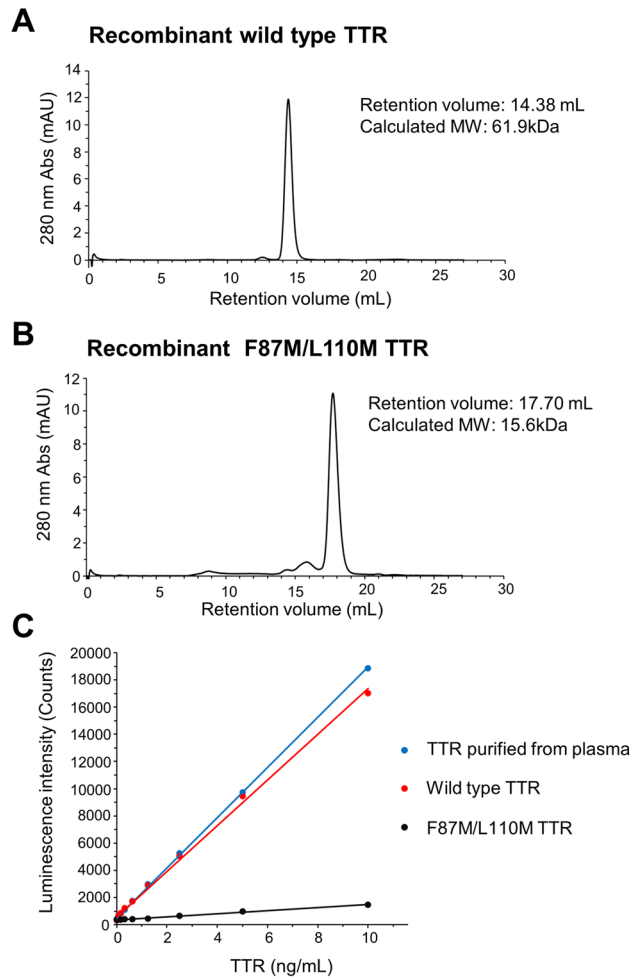 A
Recombinant wild type TTR
14
12
10
8
6
4
2
0
280 nm Abs (mAU)
Retention volume: 14.38 mL
Calculated MW: 61.9kDa
0 5 10 15 20 25 30
Retention volume (mL)
B
Recombinant F87M/L110M TTR
12
10
8
6
4
2
0
280 nm Abs (mAU)
Retention volume: 17.70 mL
Calculated MW: 15.6kDa
0 5 10 15 20 25 30
Retention volume (mL)
C
20000
18000
16000
14000
12000
10000
8000
6000
4000
2000
0
Luminescence intensity (Counts)
TTR purified from plasma
Wild type TTR
F87M/L110M TTR
0 2 4 6 8 10
TTR (ng/mL)